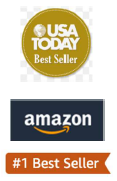 USA
TODAY
Best Seller
amazon
#1 Best Seller